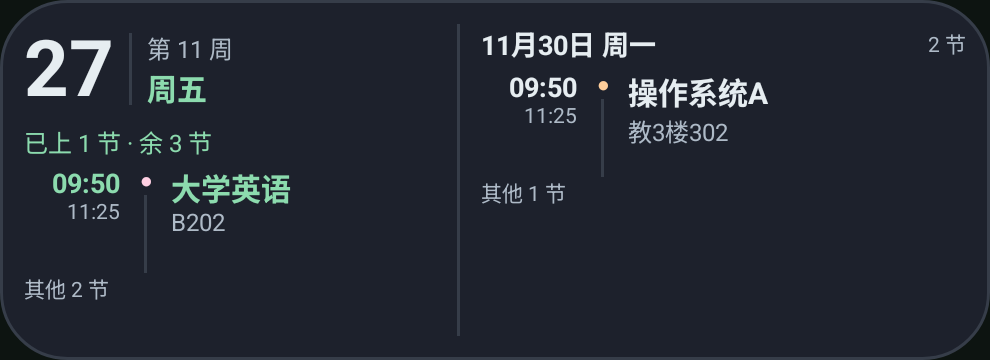 27
第 11 周
周五
已上 1 节 · 余 3 节
09:50
11:25
大学英语
B202
其他 2 节
11月30日 周一
2 节
09:50
11:25
操作系统A
教3楼302
其他 1 节